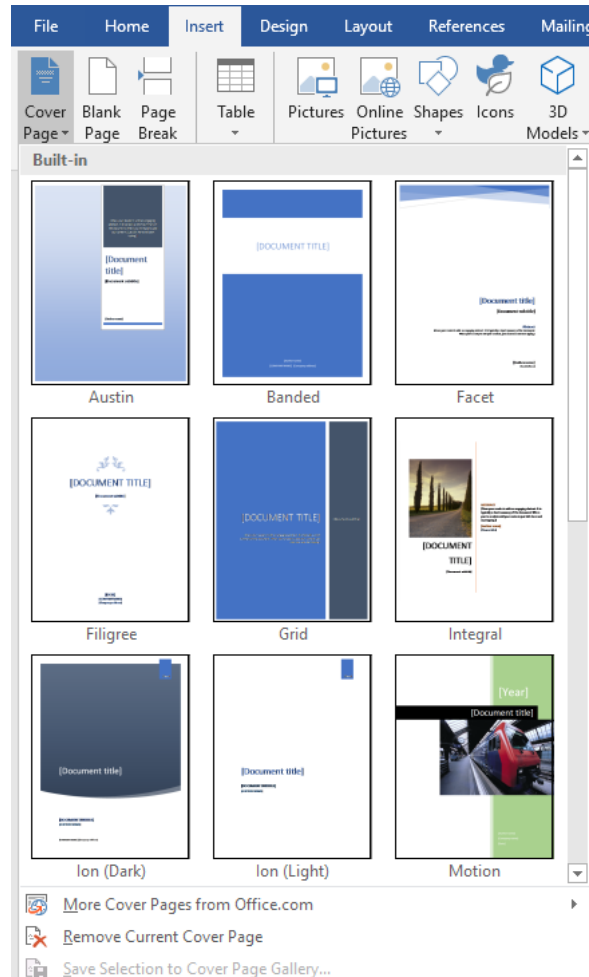 File Home Insert Design Layout References Mailing
Cover Blank Page Table Pictures Online Shapes Icons 3D
Page Page Break Pictures Models
Built-in
[Document
title]
[DOCUMENT TITLE]
[Document title]
Austin Banded Facet
[DOCUMENT TITLE]
[DOCUMENT TITLE]
[DOCUMENT
TITLE]
Filigree Grid Integral
[Year]
[Document title]
[Document title]
[Document title]
Ion (Dark) Ion (Light) Motion
More Cover Pages from Office.com
Remove Current Cover Page
Save Selection to Cover Page Gallery...